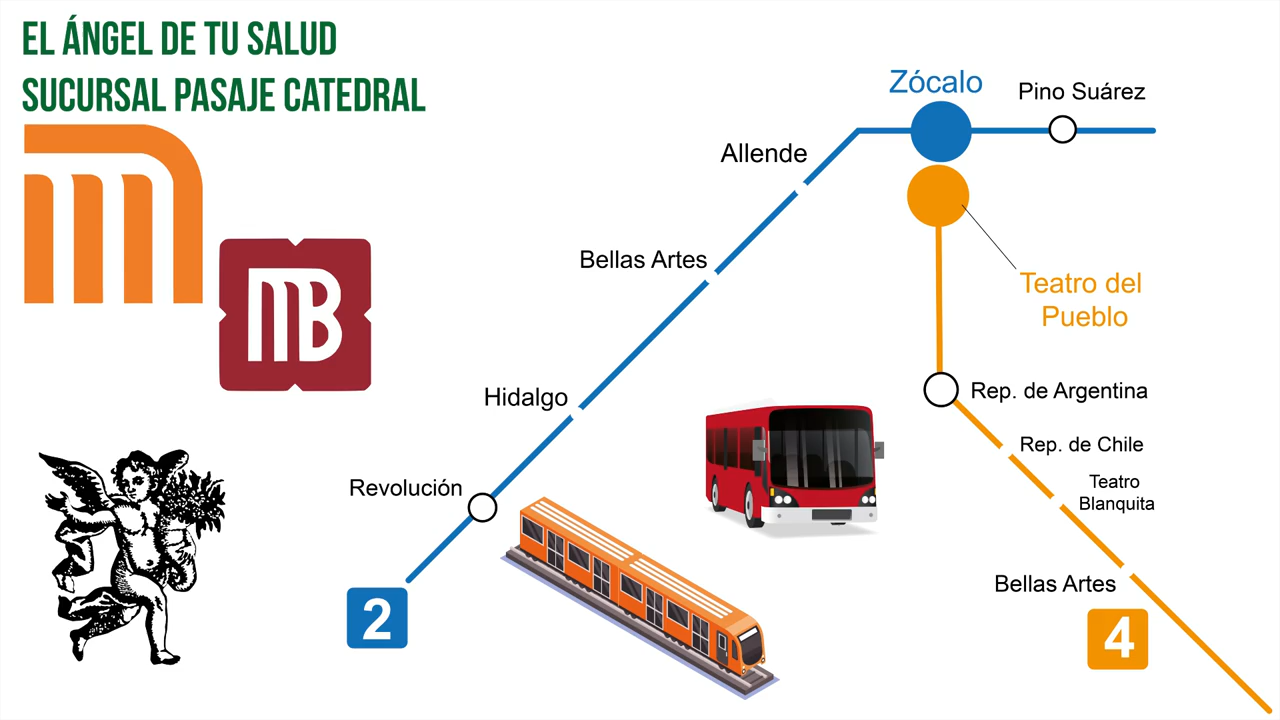 EL ÁNGEL DE TU SALUD
SUCURSAL PASAJE CATEDRAL
MB
Zócalo
Pino Suárez
Allende
Bellas Artes
Teatro del
Pueblo
Hidalgo
Rep. de Argentina
Rep. de Chile
Revolución
Teatro
Blanquita
Bellas Artes
2
4